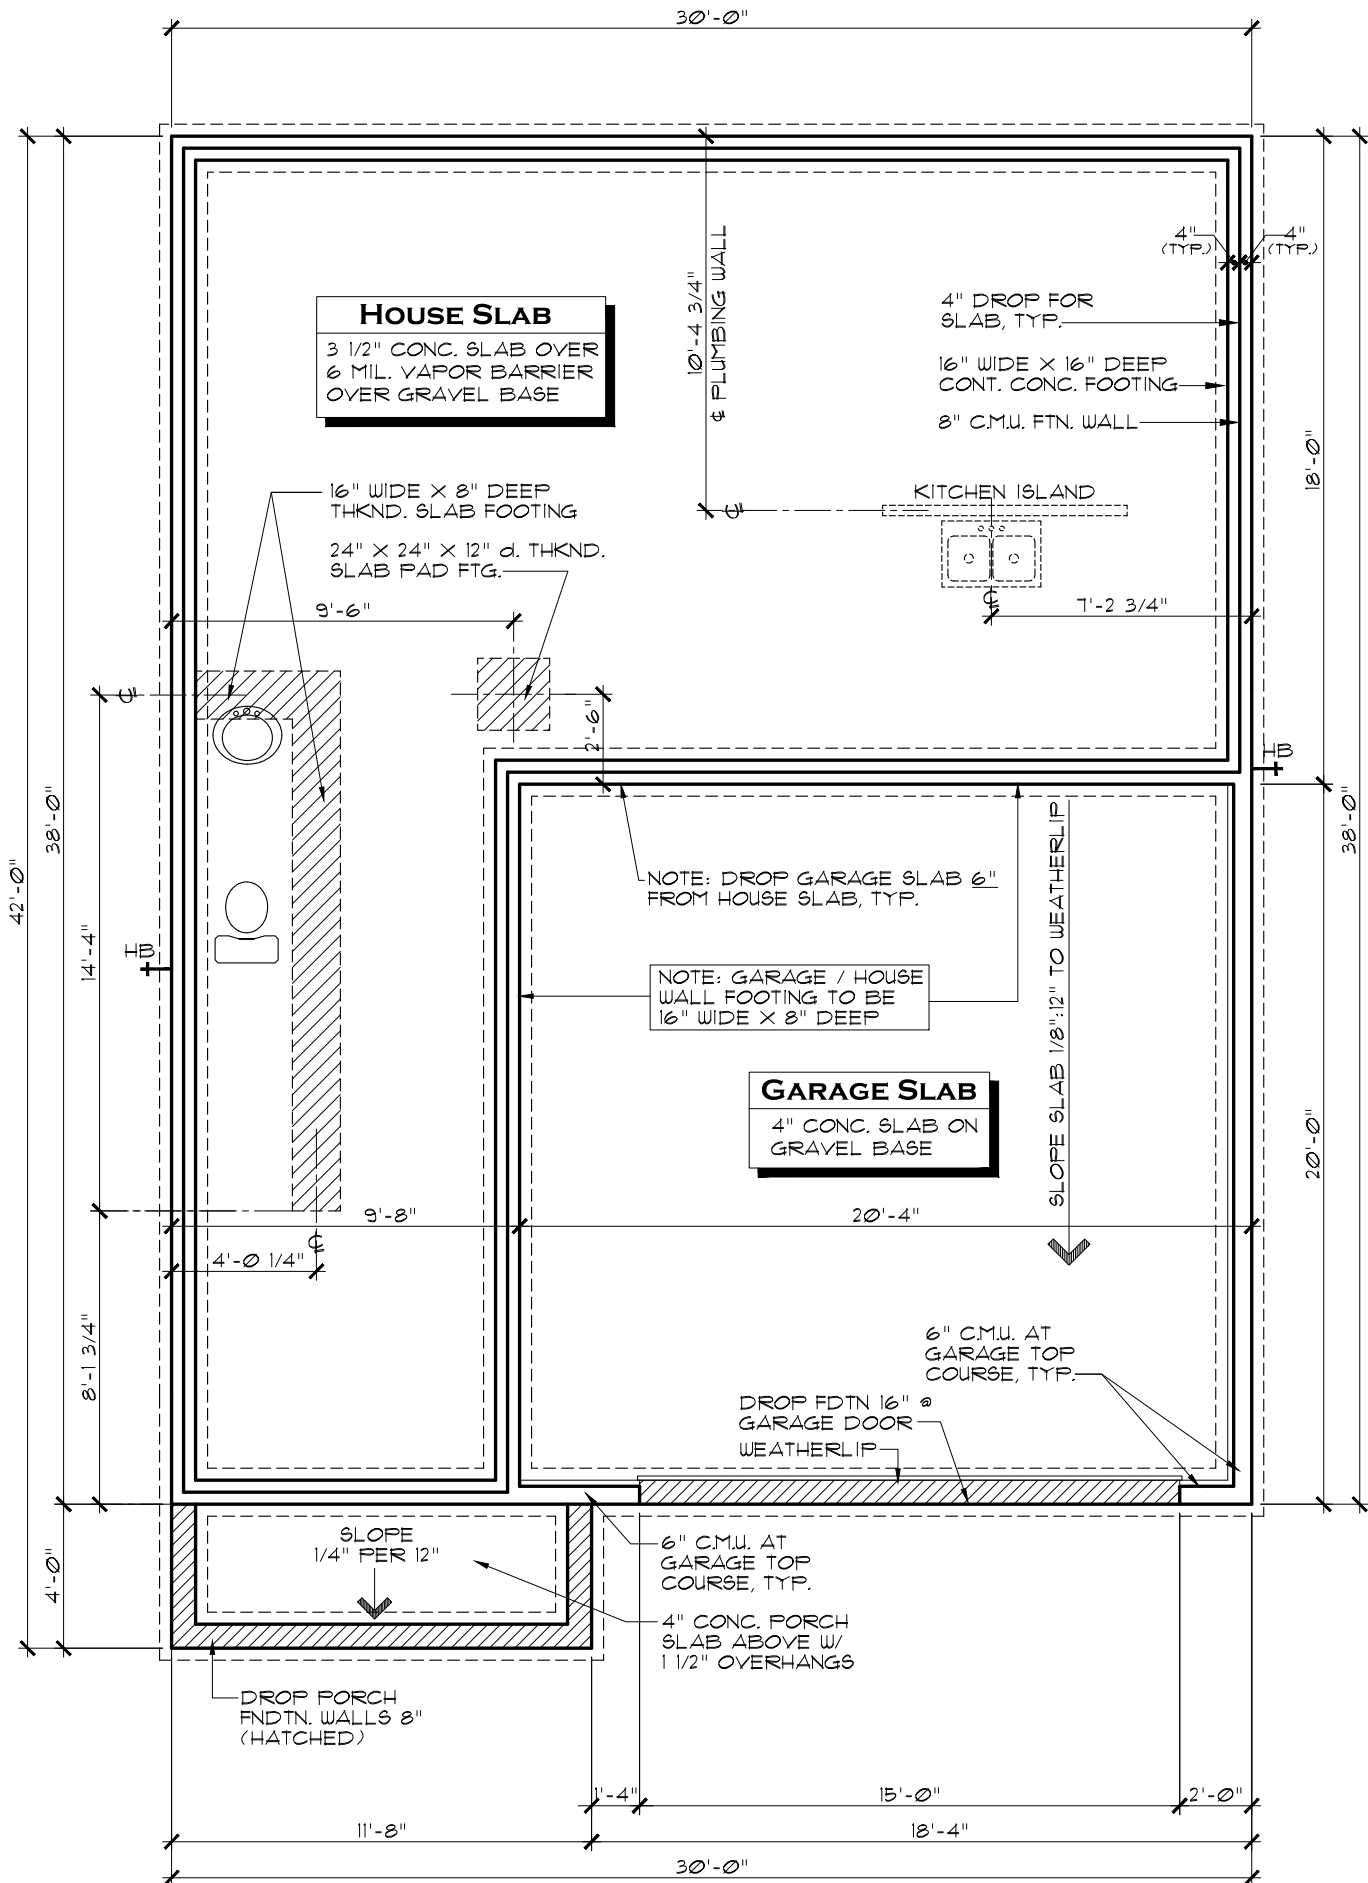 30'-0"
4"
(TYP.)
4"
(TYP.)
10'-4 3/4"
℄ PLUMBING WALL
HOUSE SLAB
3 1/2" CONC. SLAB OVER
6 MIL. VAPOR BARRIER
OVER GRAVEL BASE
4" DROP FOR
SLAB, TYP.
16" WIDE X 16" DEEP
CONT. CONC. FOOTING
8" C.M.U. FTN. WALL
18'-0"
16" WIDE X 8" DEEP
THKND. SLAB FOOTING
24" X 24" X 12" d. THKND.
SLAB PAD FTG.
KITCHEN ISLAND
℄
℄
7'-2 3/4"
9'-6"
℄
2'-6"
HB
38'-0"
42'-0"
38'-0"
14'-4"
HB
NOTE: DROP GARAGE SLAB 6"
FROM HOUSE SLAB, TYP.
NOTE: GARAGE / HOUSE
WALL FOOTING TO BE
16" WIDE X 8" DEEP
SLOPE SLAB 1/8":12" TO WEATHERLIP
GARAGE SLAB
4" CONC. SLAB ON
GRAVEL BASE
20'-0"
9'-8"
20'-4"
℄
4'-0 1/4"
8'-1 3/4"
6" C.M.U. AT
GARAGE TOP
COURSE, TYP.
DROP FDTN 16" @
GARAGE DOOR
WEATHERLIP
SLOPE
1/4" PER 12"
4'-0"
6" C.M.U. AT
GARAGE TOP
COURSE, TYP.
4" CONC. PORCH
SLAB ABOVE W/
1 1/2" OVERHANGS
DROP PORCH
FNDTN. WALLS 8"
(HATCHED)
1'-4"
15'-0"
2'-0"
11'-8"
18'-4"
30'-0"